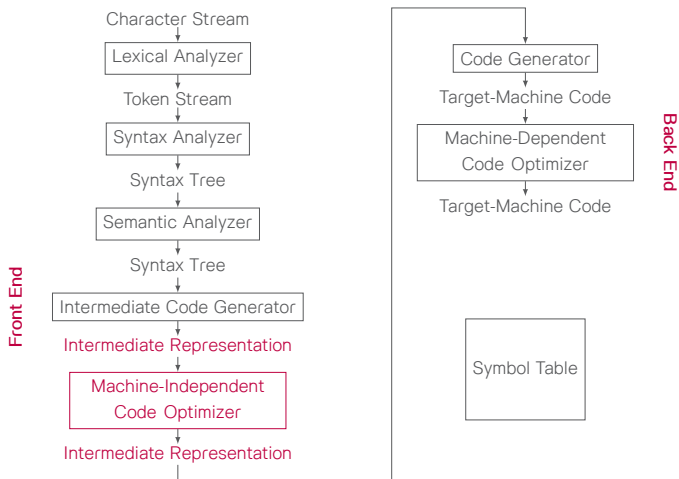 Character Stream
Lexical Analyzer
Token Stream
Syntax Analyzer
Syntax Tree
Semantic Analyzer
Syntax Tree
Intermediate Code Generator
Intermediate Representation
Machine-Independent
Code Optimizer
Intermediate Representation
Front End
Code Generator
Target-Machine Code
Machine-Dependent
Code Optimizer
Target-Machine Code
Back End
Symbol Table